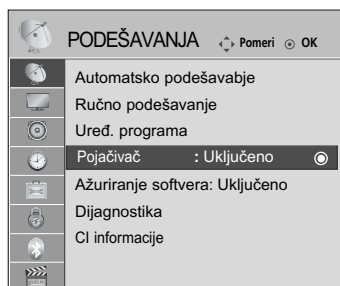 PODEŠAVANJA Pomeri OK
Automatsko podešavabje
Ručno podešavanje
Uređ. programa
Pojačivač : Uključeno
Ažuriranje softvera: Uključeno
Dijagnostika
CI informacije